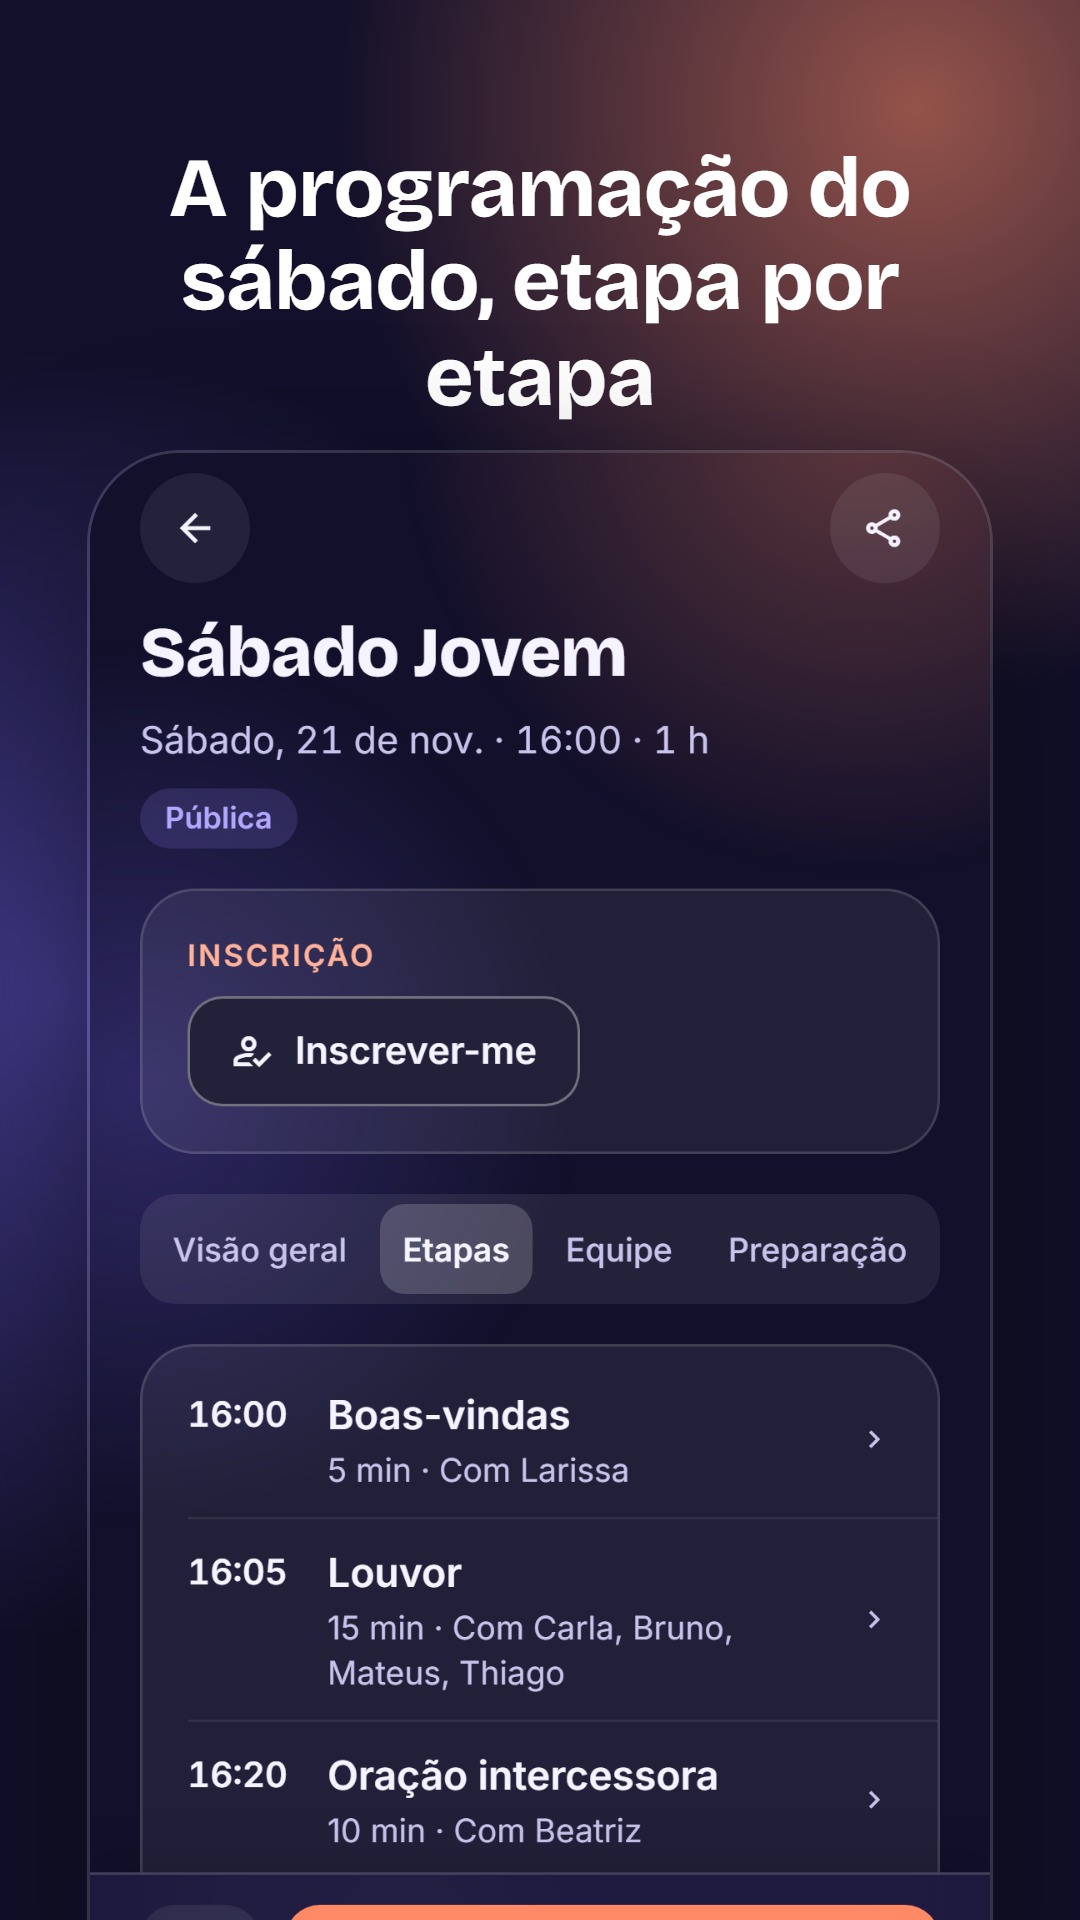 A programação do
sábado, etapa por
etapa
Sábado Jovem
Sábado, 21 de nov. · 16:00 · 1 h
Pública
INSCRIÇÃO
Inscrever-me
Visão geral
Etapas
Equipe
Preparação
16:00
Boas-vindas
5 min · Com Larissa
16:05
Louvor
15 min · Com Carla, Bruno,
Mateus, Thiago
16:20
Oração intercessora
10 min · Com Beatriz